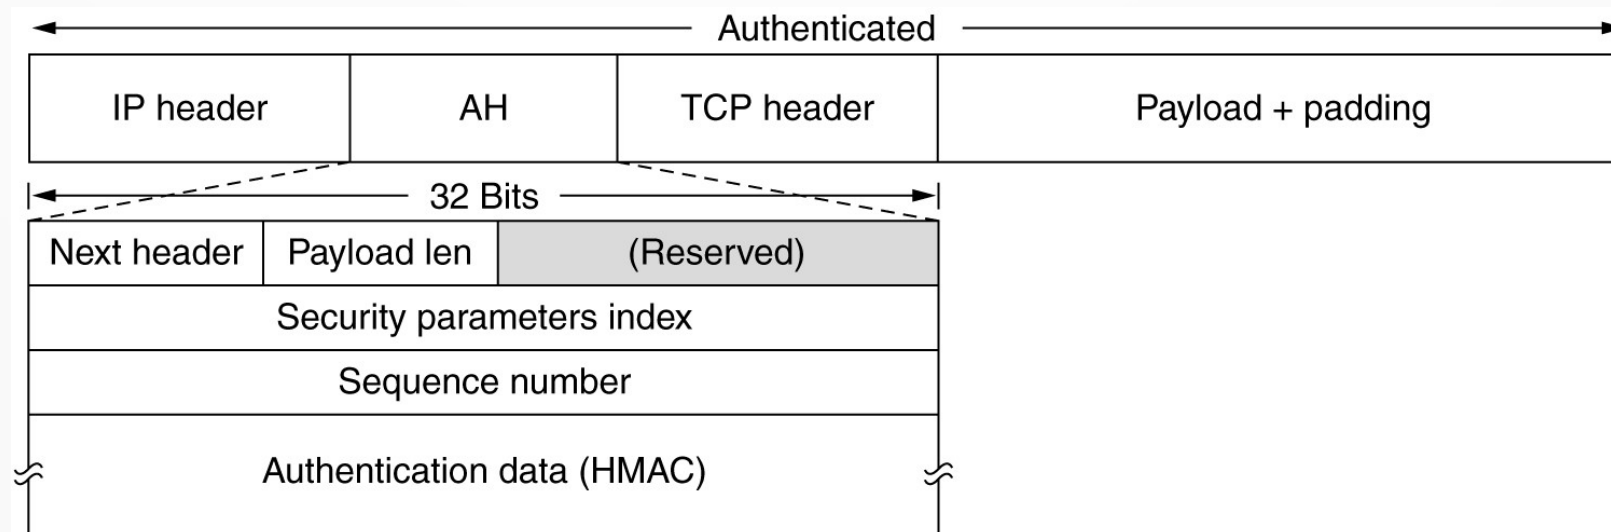 Authenticated
IP header
AH
TCP header
Payload + padding
32 Bits
Next header
Payload len
(Reserved)
Security parameters index
Sequence number
Authentication data (HMAC)